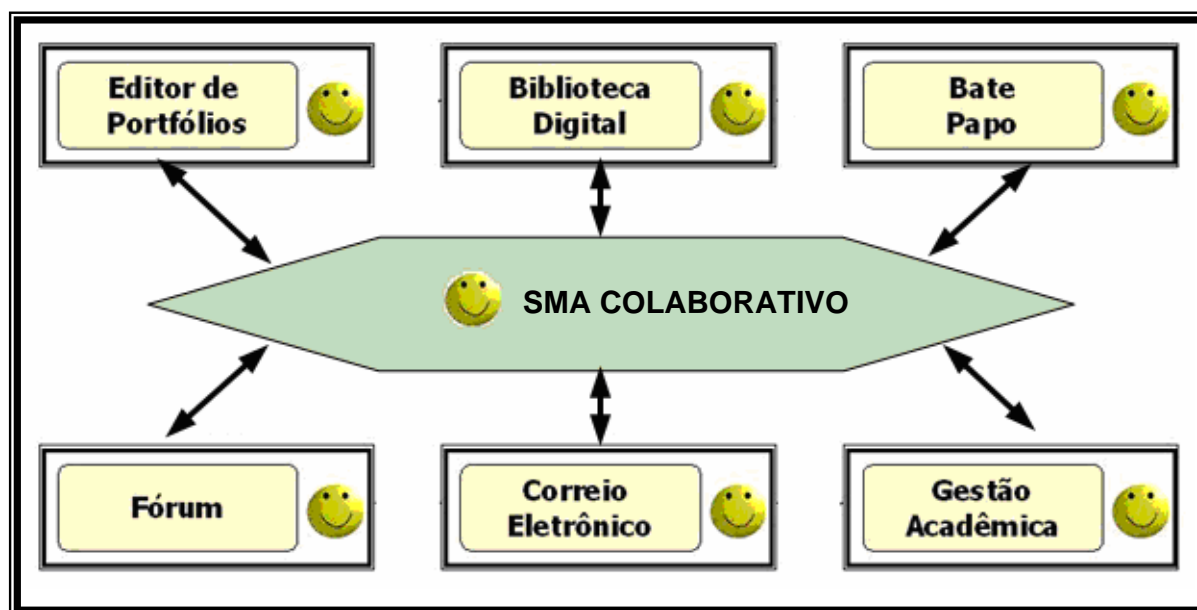 Editor de
Portfólios
Biblioteca
Digital
Bate
Papo
SMA COLABORATIVO
Fórum
Correio
Eletrônico
Gestão
Acadêmica